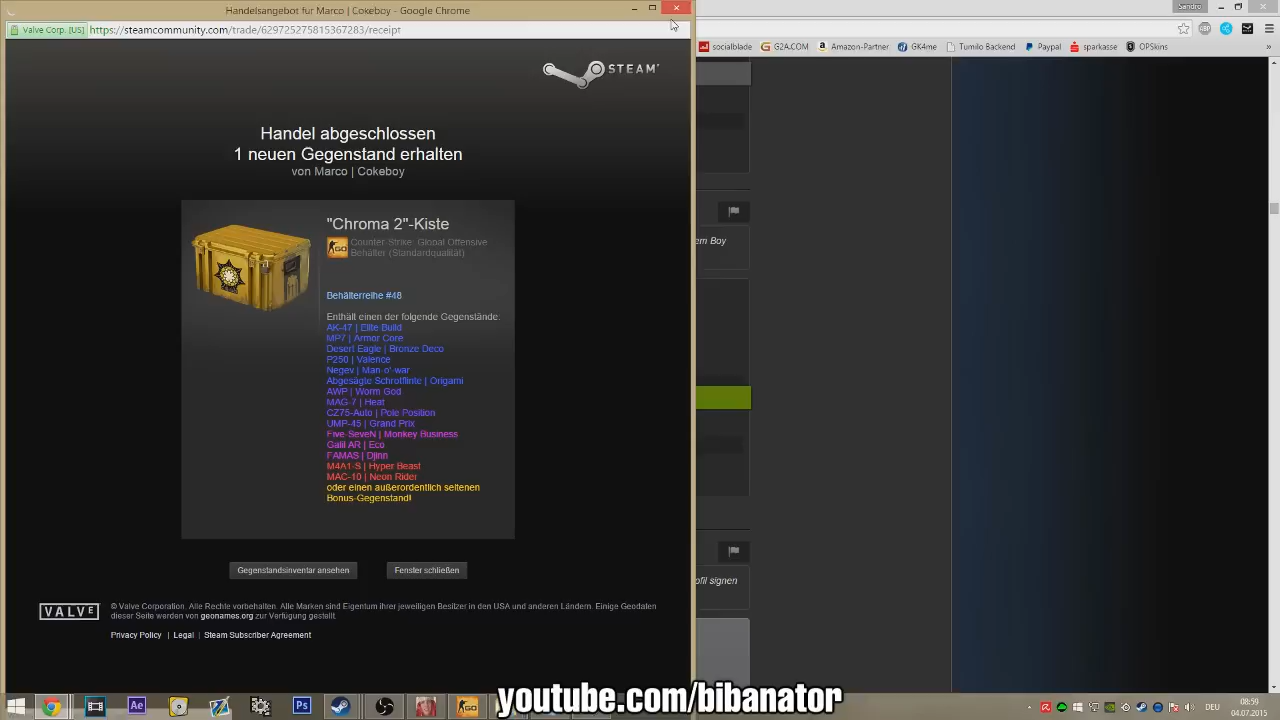 Handelsangebot für Marco | Cokeboy - Google Chrome
Sandro
Valve Corp. [US]
https://steamcommunity.com/trade/629725275815367283/receipt
socialblade
G2A.COM
Amazon-Partner
GK4me
Tumilo Backend
Paypal
sparkasse
OPSkins
»
STEAM
Handel abgeschlossen
1 neuen Gegenstand erhalten
von Marco | Cokeboy
"Chroma 2"-Kiste
GO
Counter-Strike: Global Offensive
Behälter (Standardqualität)
Behälterreihe #48
Enthält einen der folgende Gegenstände:
AK-47 | Elite Build
MP7 | Armor Core
Desert Eagle | Bronze Deco
P250 | Valence
Negev | Man-o'-war
Abgesägte Schrotflinte | Origami
AWP | Worm God
MAG-7 | Heat
CZ75-Auto | Pole Position
UMP-45 | Grand Prix
Five-SeveN | Monkey Business
Galil AR | Eco
FAMAS | Djinn
M4A1-S | Hyper Beast
MAC-10 | Neon Rider
oder einen außerordentlich seltenen
Bonus-Gegenstand!
Gegenstandsinventar ansehen
Fenster schließen
VALVE
© Valve Corporation. Alle Rechte vorbehalten. Alle Marken sind Eigentum ihrer jeweiligen Besitzer in den USA und anderen Ländern. Einige Geodaten
dieser Seite werden von geonames.org zur Verfügung gestellt.
Privacy Policy | Legal | Steam Subscriber Agreement
em Boy
ofil signen
Ae
Ps
GO
youtube.com/bibanator
DEU
08:59
04.07.2015